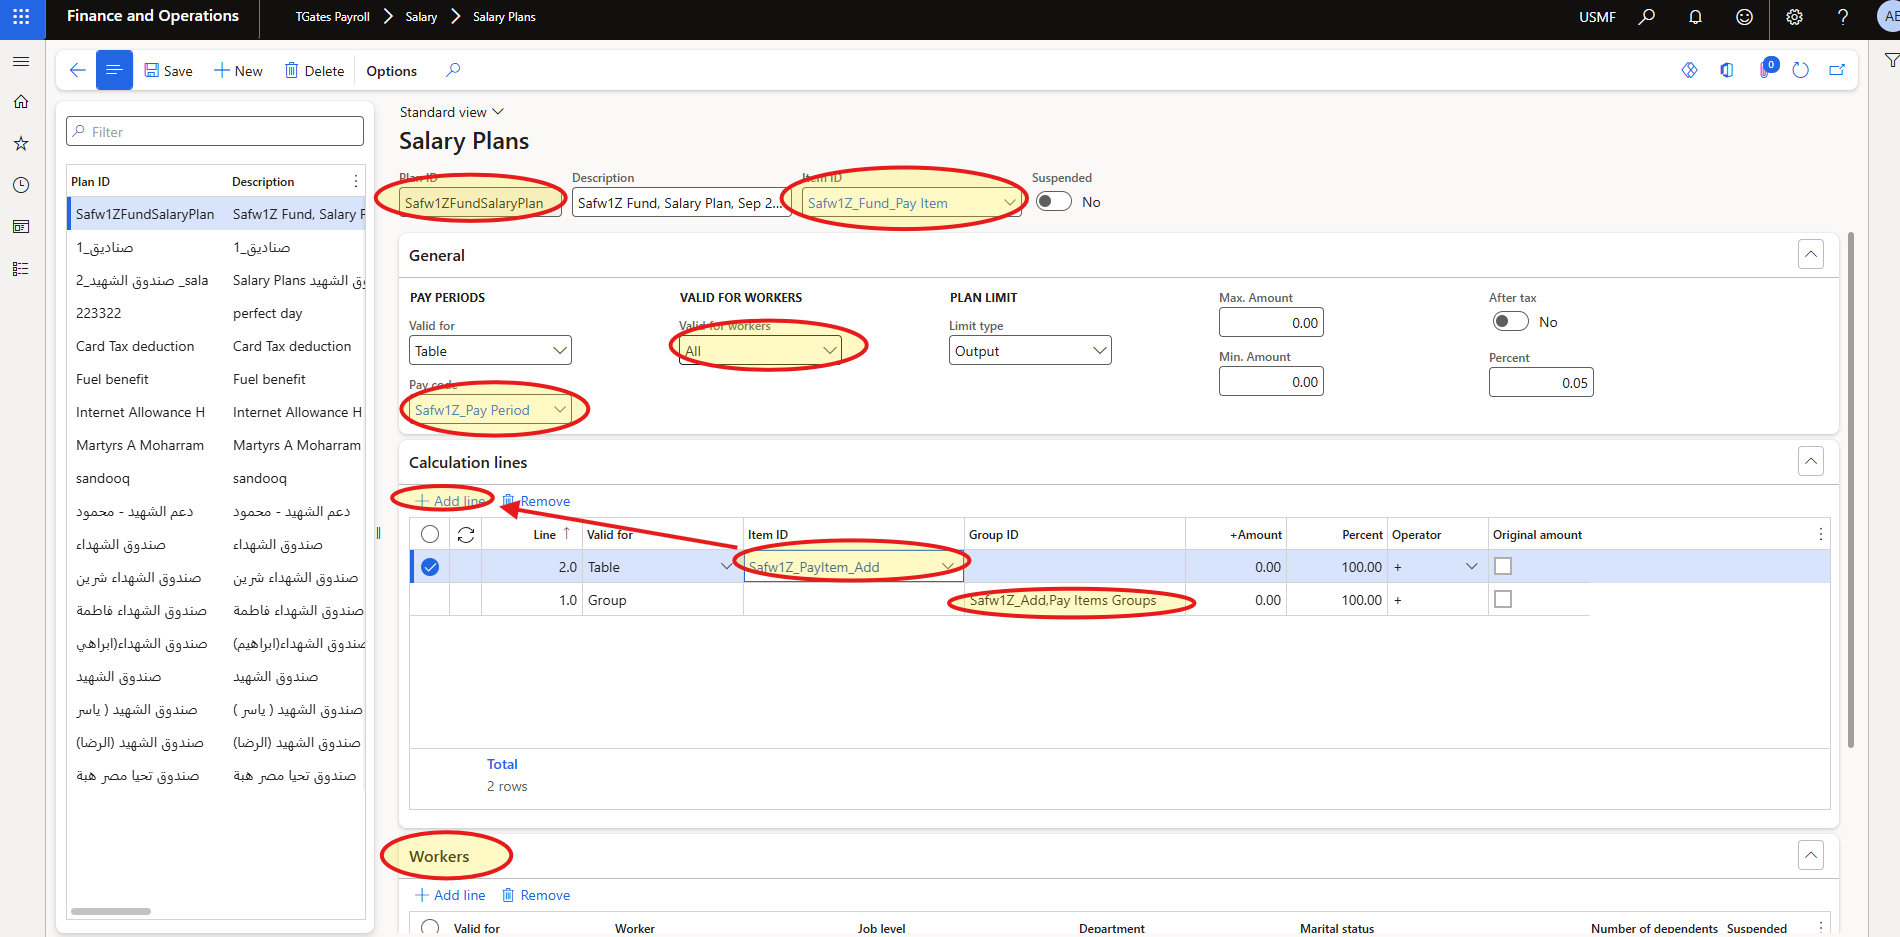 Finance and Operations
TGates Payroll > Salary > Salary Plans
USMF
?
AE
Save
New
Delete
Options
0
Filter
Plan ID Description
Safw1ZFundSalaryPlan Safw1Z Fund, Salary P
صناديق_1 صناديق_1
صندوق الشهيد_2 _sala Salary Plans
223322 perfect day
Card Tax deduction Card Tax deduction
Fuel benefit Fuel benefit
Internet Allowance H Internet Allowance H
Martyrs A Moharram Martyrs A Moharram
sandooq sandooq
دعم الشهيد - محمود دعم الشهيد - محمود
صندوق الشهداء صندوق الشهداء
صندوق الشهداء شرين صندوق الشهداء شرين
صندوق الشهداء فاطمة صندوق الشهداء فاطمة
صندوق الشهداء(ابراهي صندوق الشهداء(ابراهيم)
صندوق الشهيد صندوق الشهيد
صندوق الشهيد ( ياسر صندوق الشهيد ( ياسر )
صندوق الشهيد (الرضا) صندوق الشهيد (الرضا)
صندوق تحيا مصر هبة صندوق تحيا مصر هبة
Standard view
Salary Plans
Plan ID Description Item ID Suspended
Safw1ZFundSalaryPlan Safw1Z Fund, Salary Plan, Sep 2... Safw1Z_Fund_Pay Item No
General
PAY PERIODS VALID FOR WORKERS PLAN LIMIT Max. Amount After tax
0.00 No
Valid for Valid for workers Limit type
Table All Output
Min. Amount Percent
0.00 0.05
Pay code
Safw1Z_Pay Period
Calculation lines
+ Add line Remove
Line ↑ Valid for Item ID Group ID +Amount Percent Operator Original amount
2.0 Table Safw1Z_PayItem_Add 0.00 100.00 +
1.0 Group Safw1Z_Add,Pay Items Groups 0.00 100.00 +
Total
2 rows
Workers
+ Add line Remove
Valid for Worker Job level Department Marital status Number of dependents Suspended